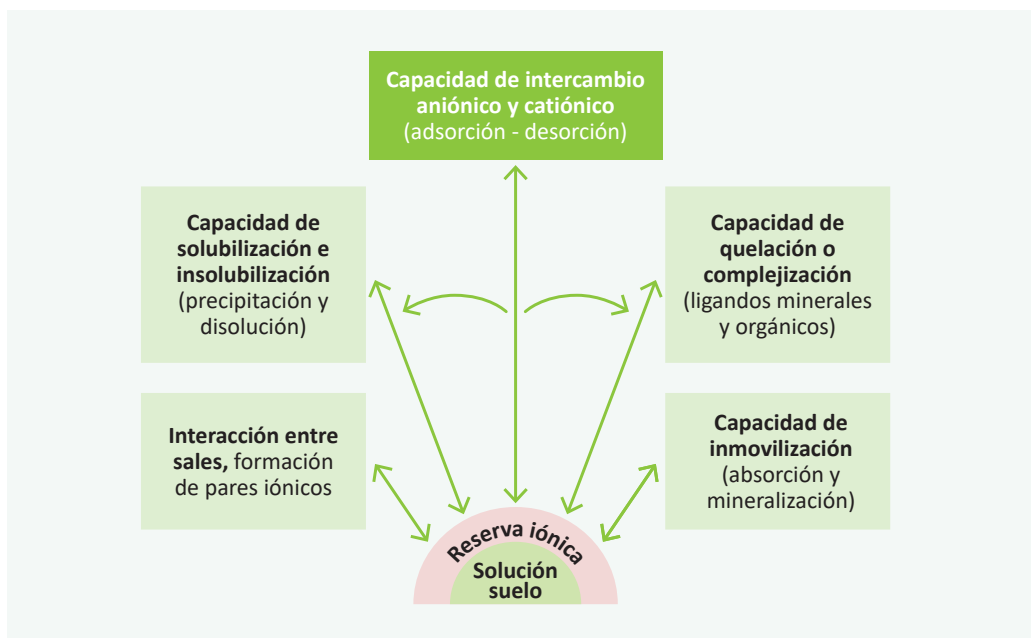 Capacidad de intercambio
aniónico y catiónico
(adsorción - desorción)
Capacidad de
solubilización e
insolubilización
(precipitación y
disolución)
Capacidad de
quelación o
complejización
(ligandos minerales
y orgánicos)
Interacción entre
sales, formación
de pares iónicos
Capacidad de
inmovilización
(absorción y
mineralización)
Reserva iónica
Solución
suelo